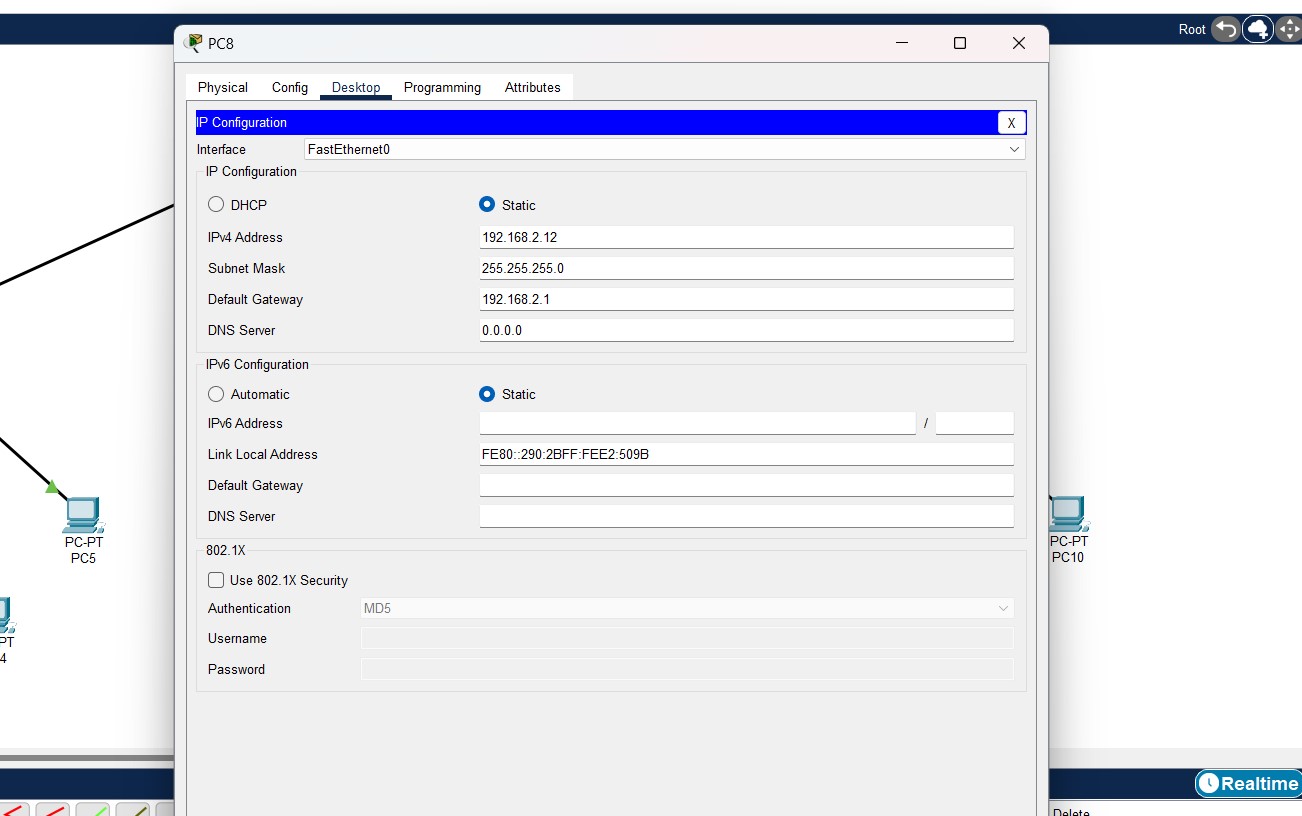 Root
PC8
Physical Config Desktop Programming Attributes
IP Configuration X
Interface FastEthernet0
IP Configuration
DHCP Static
IPv4 Address 192.168.2.12
Subnet Mask 255.255.255.0
Default Gateway 192.168.2.1
DNS Server 0.0.0.0
IPv6 Configuration
Automatic Static
IPv6 Address /
Link Local Address FE80::290:2BFF:FEE2:509B
Default Gateway
DNS Server
802.1X
Use 802.1X Security
Authentication MD5
Username
Password
PC-PT
PC5
PT
4
PC-PT
PC10
Realtime
Delete